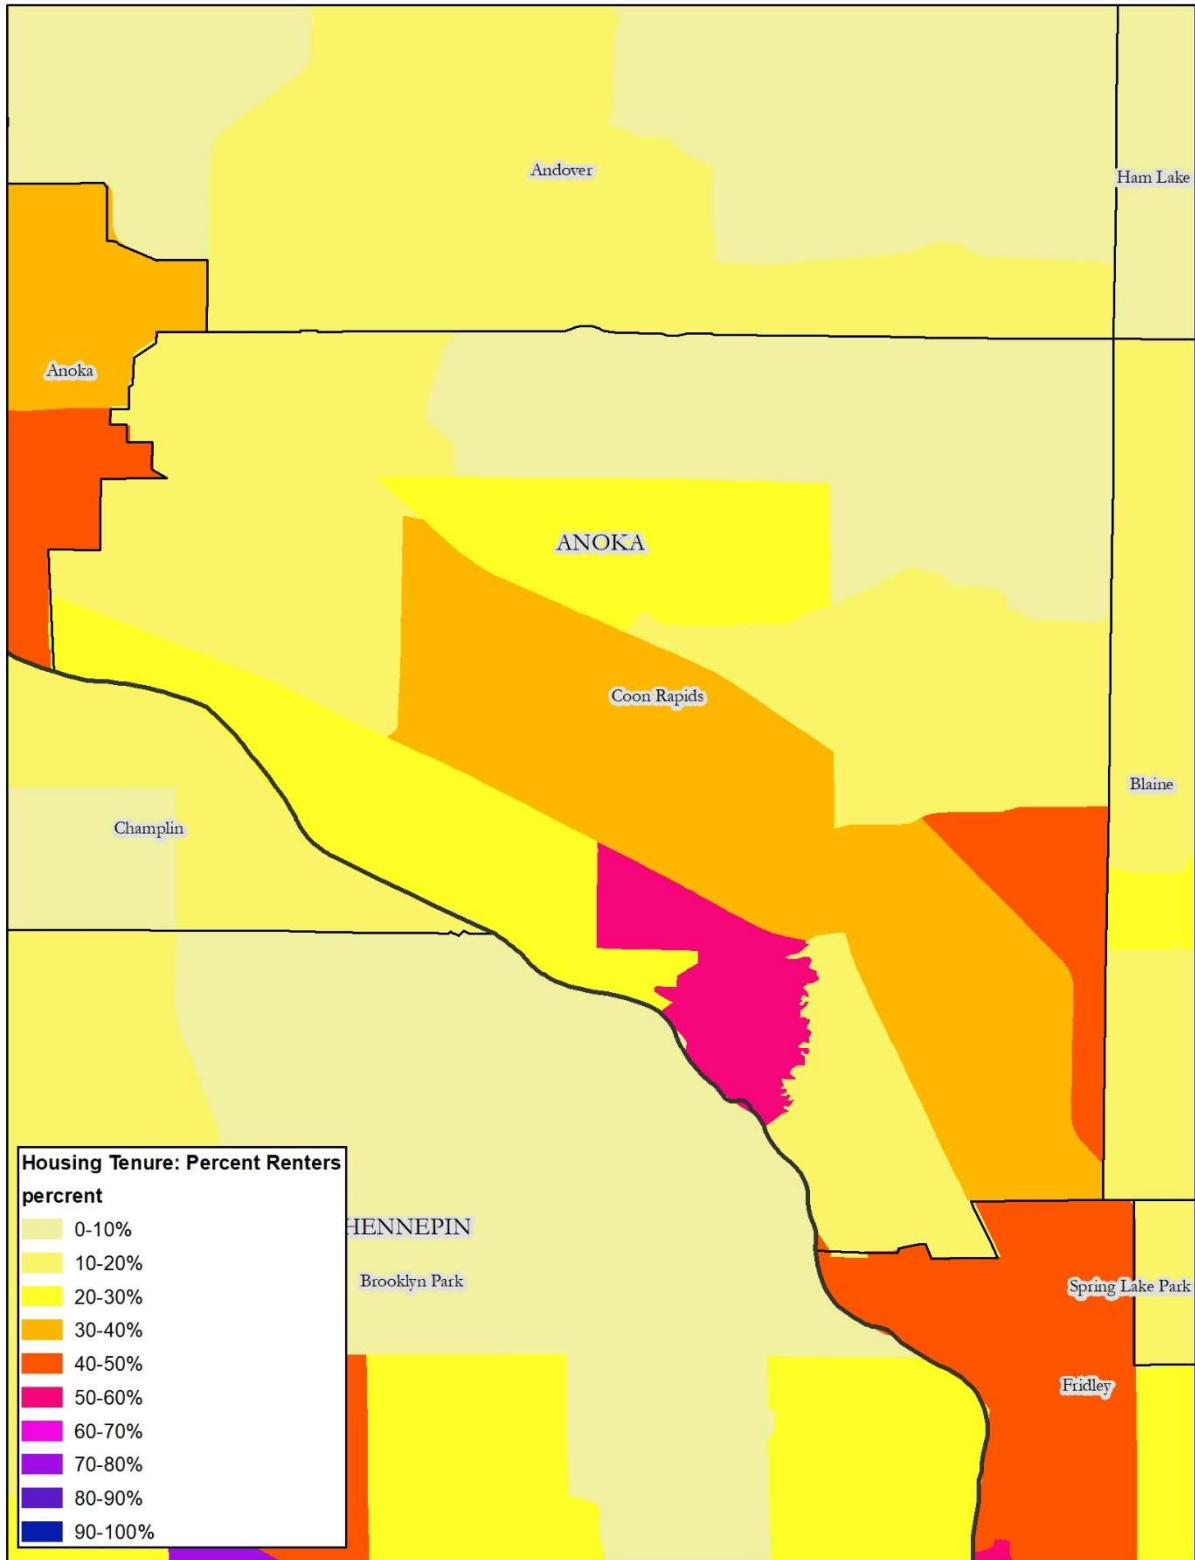 Andover
Ham Lake
Anoka
ANOKA
Coon Rapids
Blaine
Champlin
Housing Tenure: Percent Renters
percrent
0-10%
10-20%
20-30%
30-40%
40-50%
50-60%
60-70%
70-80%
80-90%
90-100%
HENNEPIN
Brooklyn Park
Spring Lake Park
Fridley